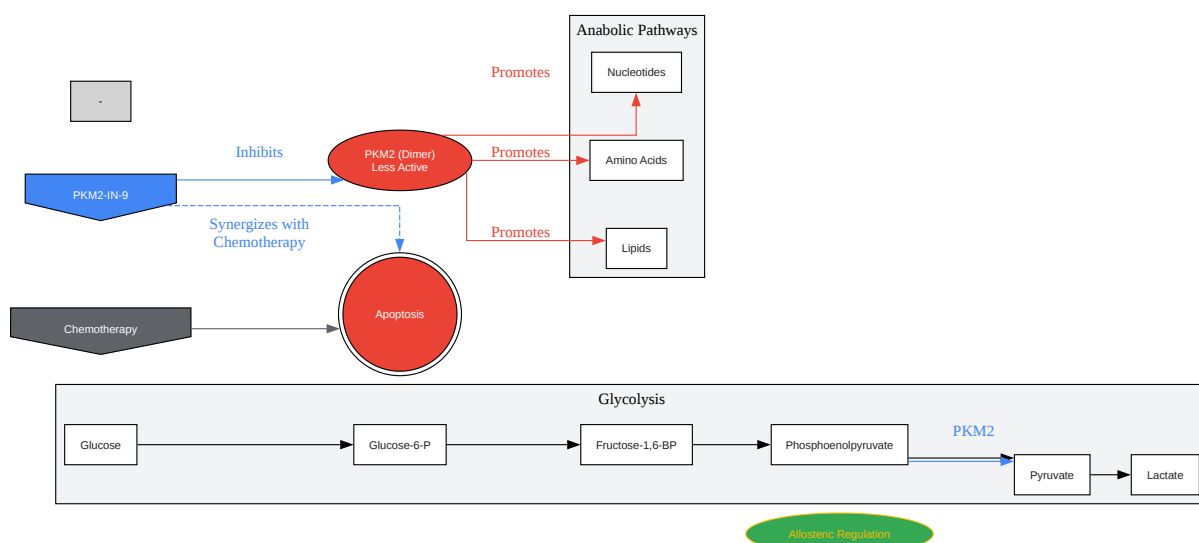 Anabolic Pathways
Promotes
Nucleotides
-
Inhibits
PKM2 (Dimer)
Less Active
Promotes
Amino Acids
PKM2-IN-9
Synergizes with
Chemotherapy
Promotes
Lipids
Apoptosis
Chemotherapy
Glycolysis
Glucose
Glucose-6-P
Fructose-1,6-BP
Phosphoenolpyruvate
PKM2
Pyruvate
Lactate
Allosteric Regulation